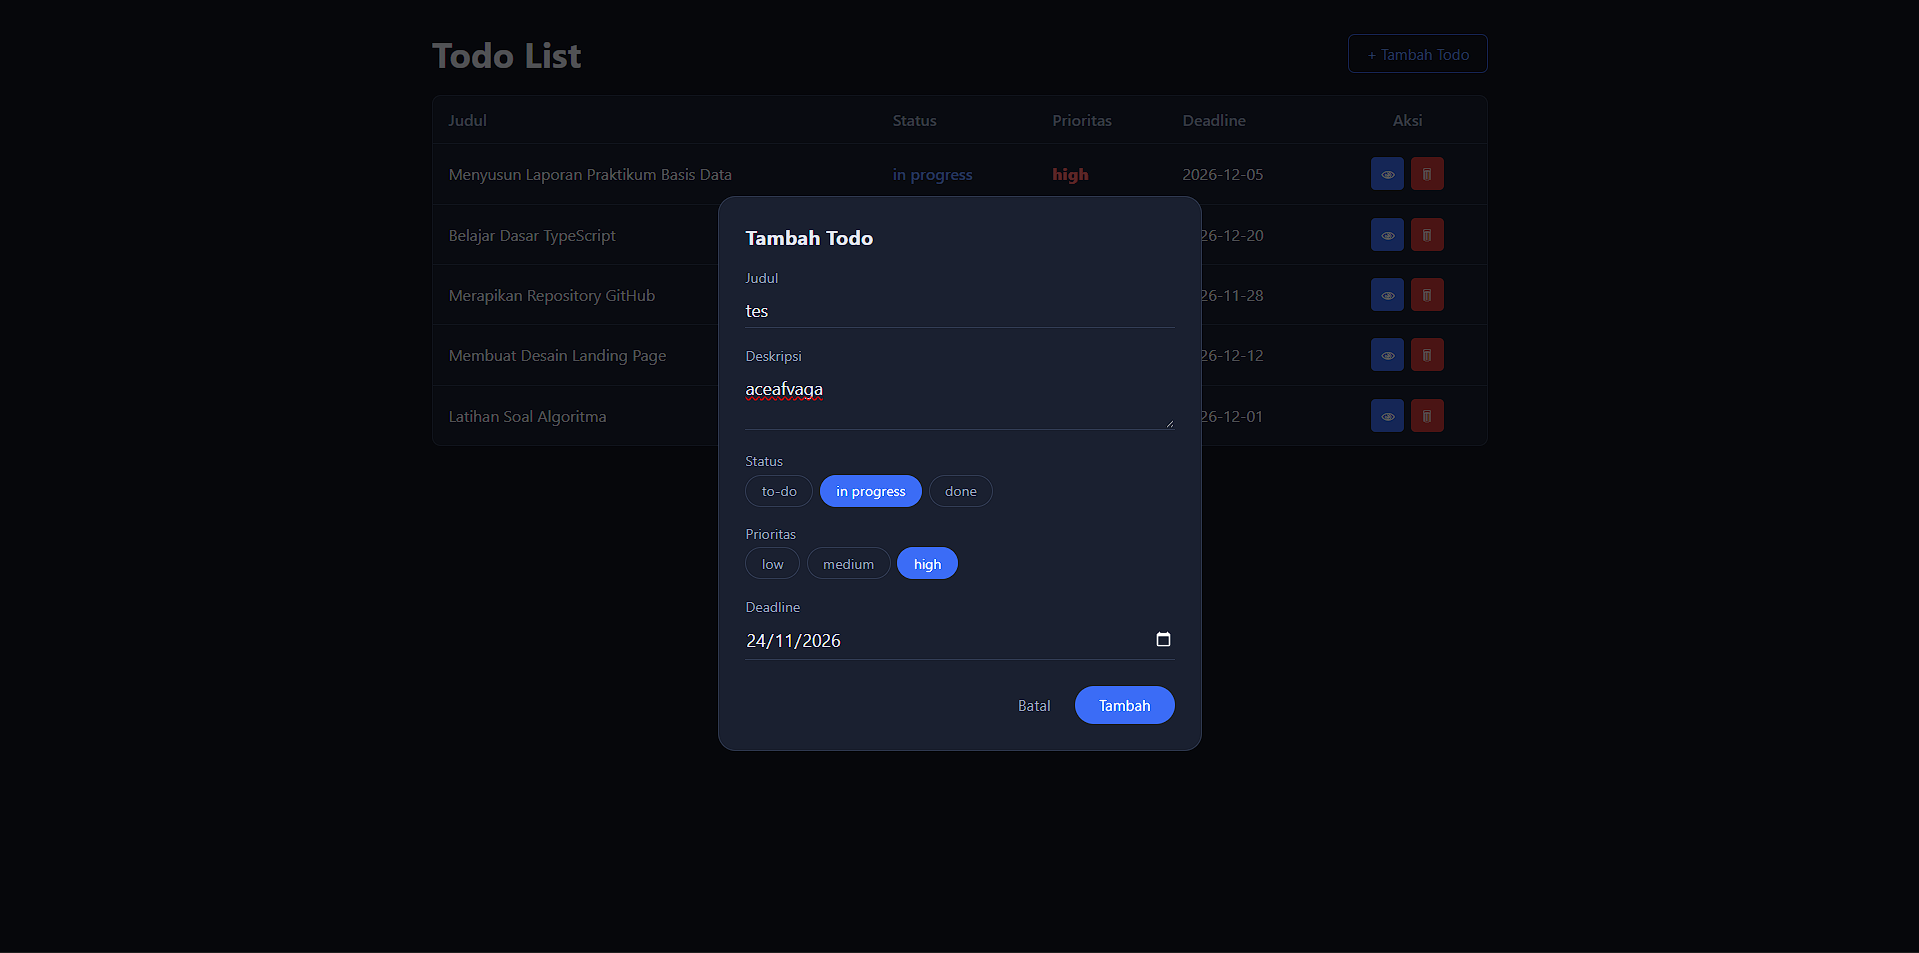 Todo List
+ Tambah Todo
Judul Status Prioritas Deadline Aksi
Menyusun Laporan Praktikum Basis Data in progress high 2026-12-05
Belajar Dasar TypeScript 26-12-20
Merapikan Repository GitHub 26-11-28
Membuat Desain Landing Page 26-12-12
Latihan Soal Algoritma 26-12-01
Tambah Todo
Judul
tes
Deskripsi
aceafvaga
Status
to-do in progress done
Prioritas
low medium high
Deadline
24/11/2026
Batal Tambah